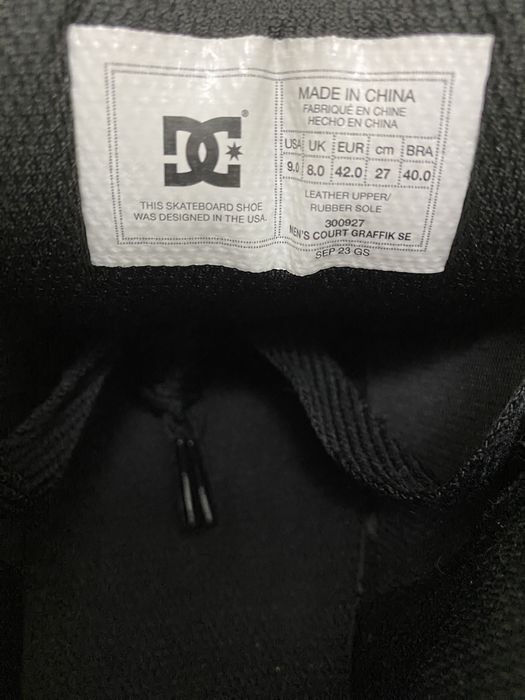 DC®
THIS SKATEBOARD SHOE
WAS DESIGNED IN THE USA.
MADE IN CHINA
FABRIQUÉ EN CHINE
HECHO EN CHINA
USA UK EUR cm BRA
9.0 8.0 42.0 27 40.0
LEATHER UPPER/
RUBBER SOLE
300927
MEN'S COURT GRAFFIK SE
SEP 23 GS